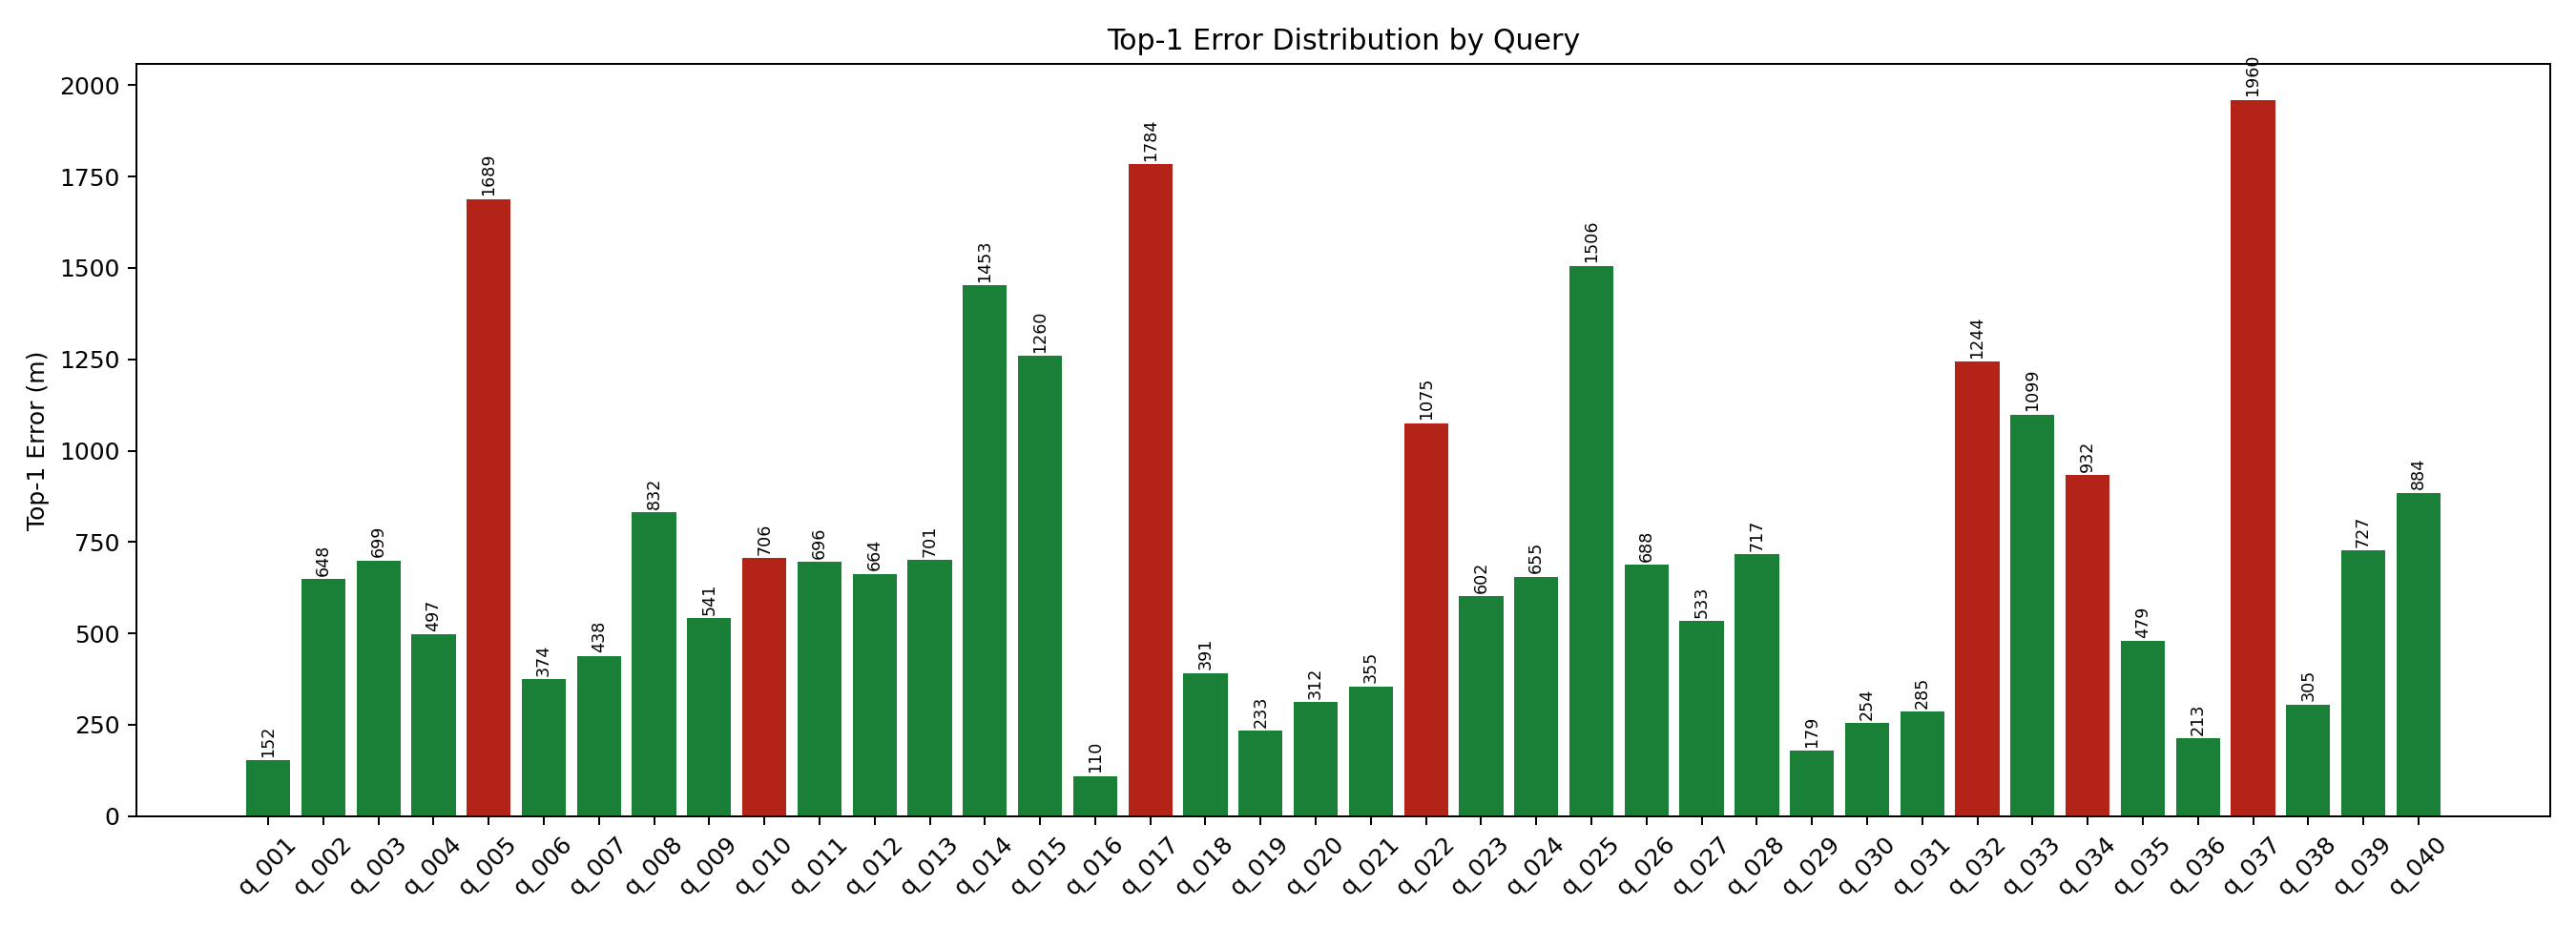 Top-1 Error Distribution by Query
Top-1 Error (m)
2000
1750
1500
1250
1000
750
500
250
0
152
648
699
497
1689
374
438
832
541
706
696
664
701
1453
1260
110
1784
391
233
312
355
1075
602
655
1506
688
533
717
179
254
285
1244
1099
932
479
213
1960
305
727
884
q_001
q_002
q_003
q_004
q_005
q_006
q_007
q_008
q_009
q_010
q_011
q_012
q_013
q_014
q_015
q_016
q_017
q_018
q_019
q_020
q_021
q_022
q_023
q_024
q_025
q_026
q_027
q_028
q_029
q_030
q_031
q_032
q_033
q_034
q_035
q_036
q_037
q_038
q_039
q_040